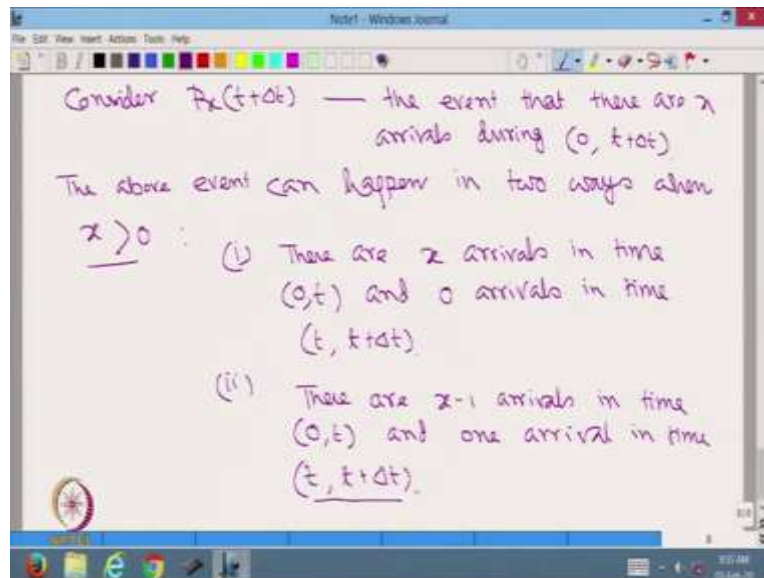 Note1 - Windows Journal
File Edit View Insert Actions Tools Help
Consider Px(t+Δt) — the event that there are x
arrivals during (0, t+Δt)
The above event can happen in two ways when
x > 0 :
(i) There are x arrivals in time
(0,t) and 0 arrivals in time
(t, t+Δt)
(ii) There are x-1 arrivals in time
(0,t) and one arrival in time
(t, t+Δt).
NPTEL